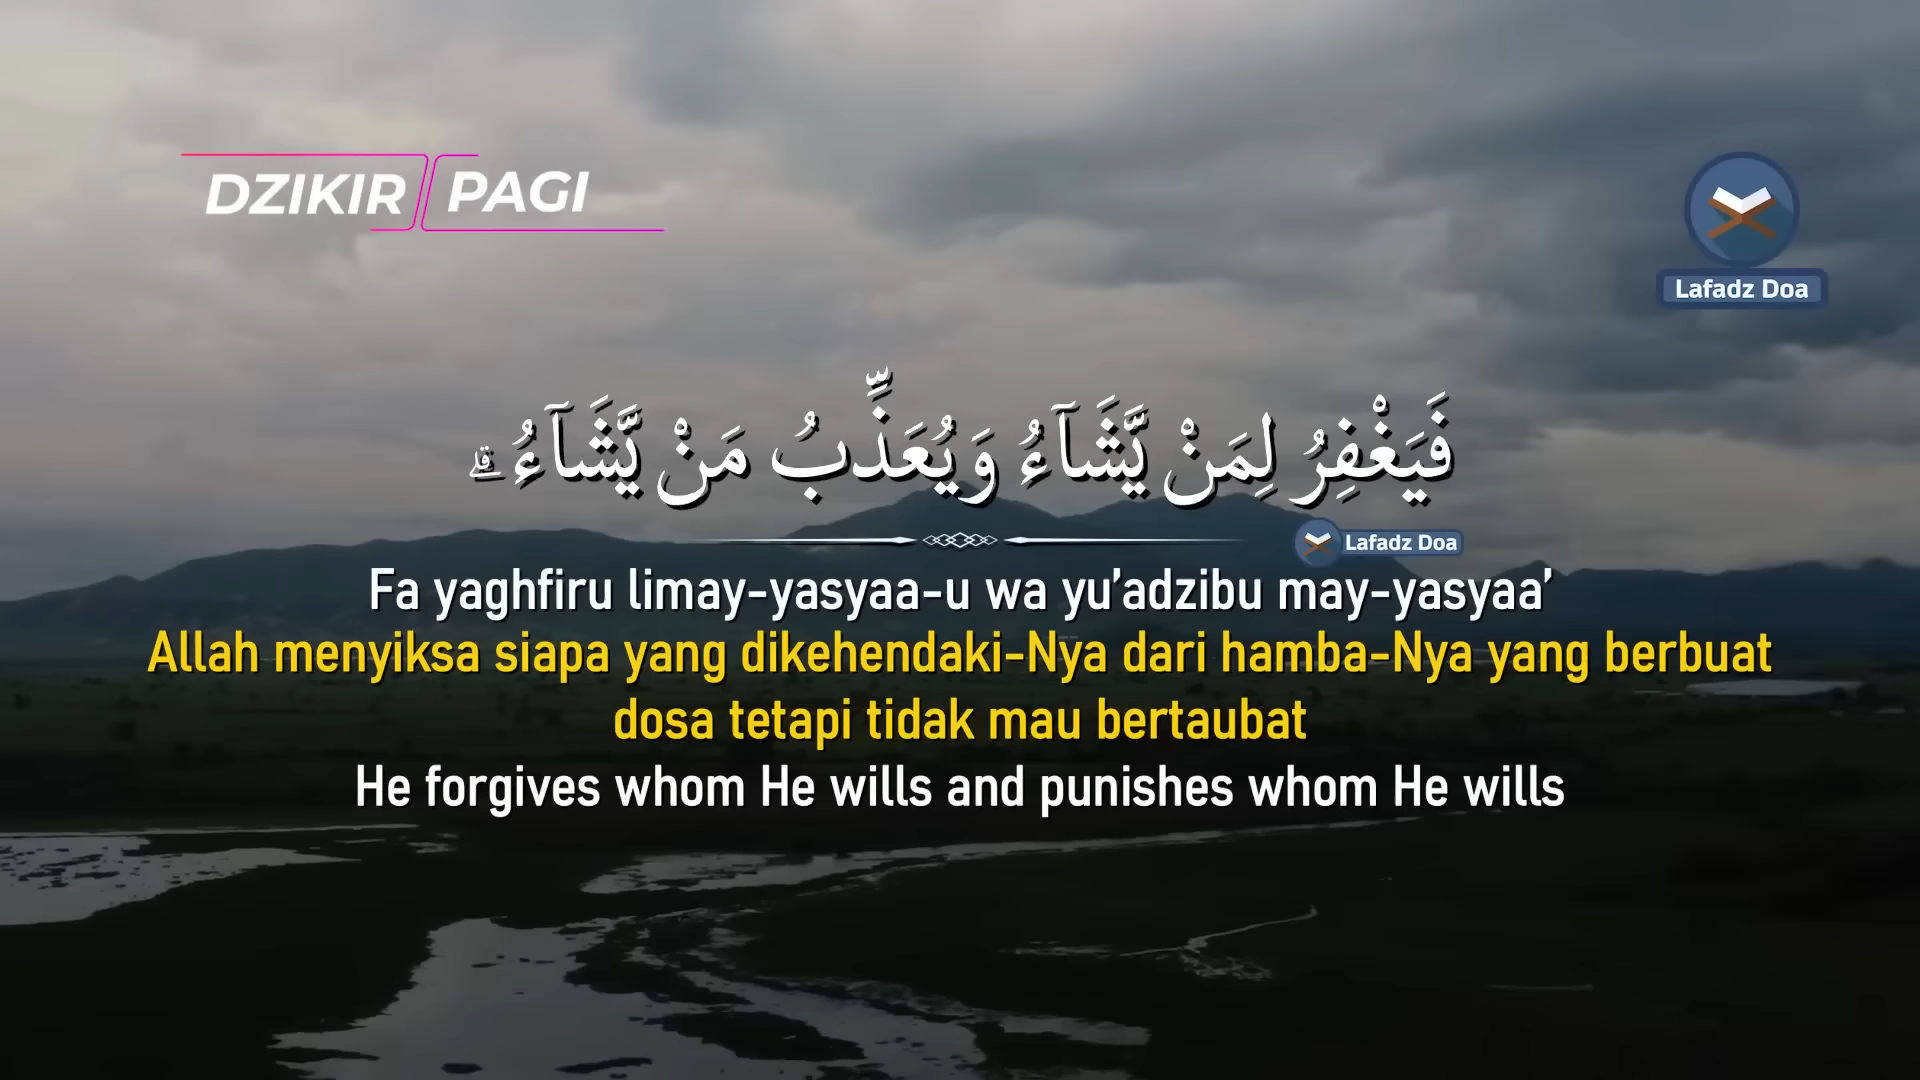 DZIKIR PAGI
Lafadz Doa
فَيَغْفِرُ لِمَنْ يَّشَاۤءُ وَيُعَذِّبُ مَنْ يَّشَاۤءُ ۗ
Lafadz Doa
Fa yaghfiru limay-yasyaa-u wa yu’adzibu may-yasyaa’
Allah menyiksa siapa yang dikehendaki-Nya dari hamba-Nya yang berbuat
dosa tetapi tidak mau bertaubat
He forgives whom He wills and punishes whom He wills